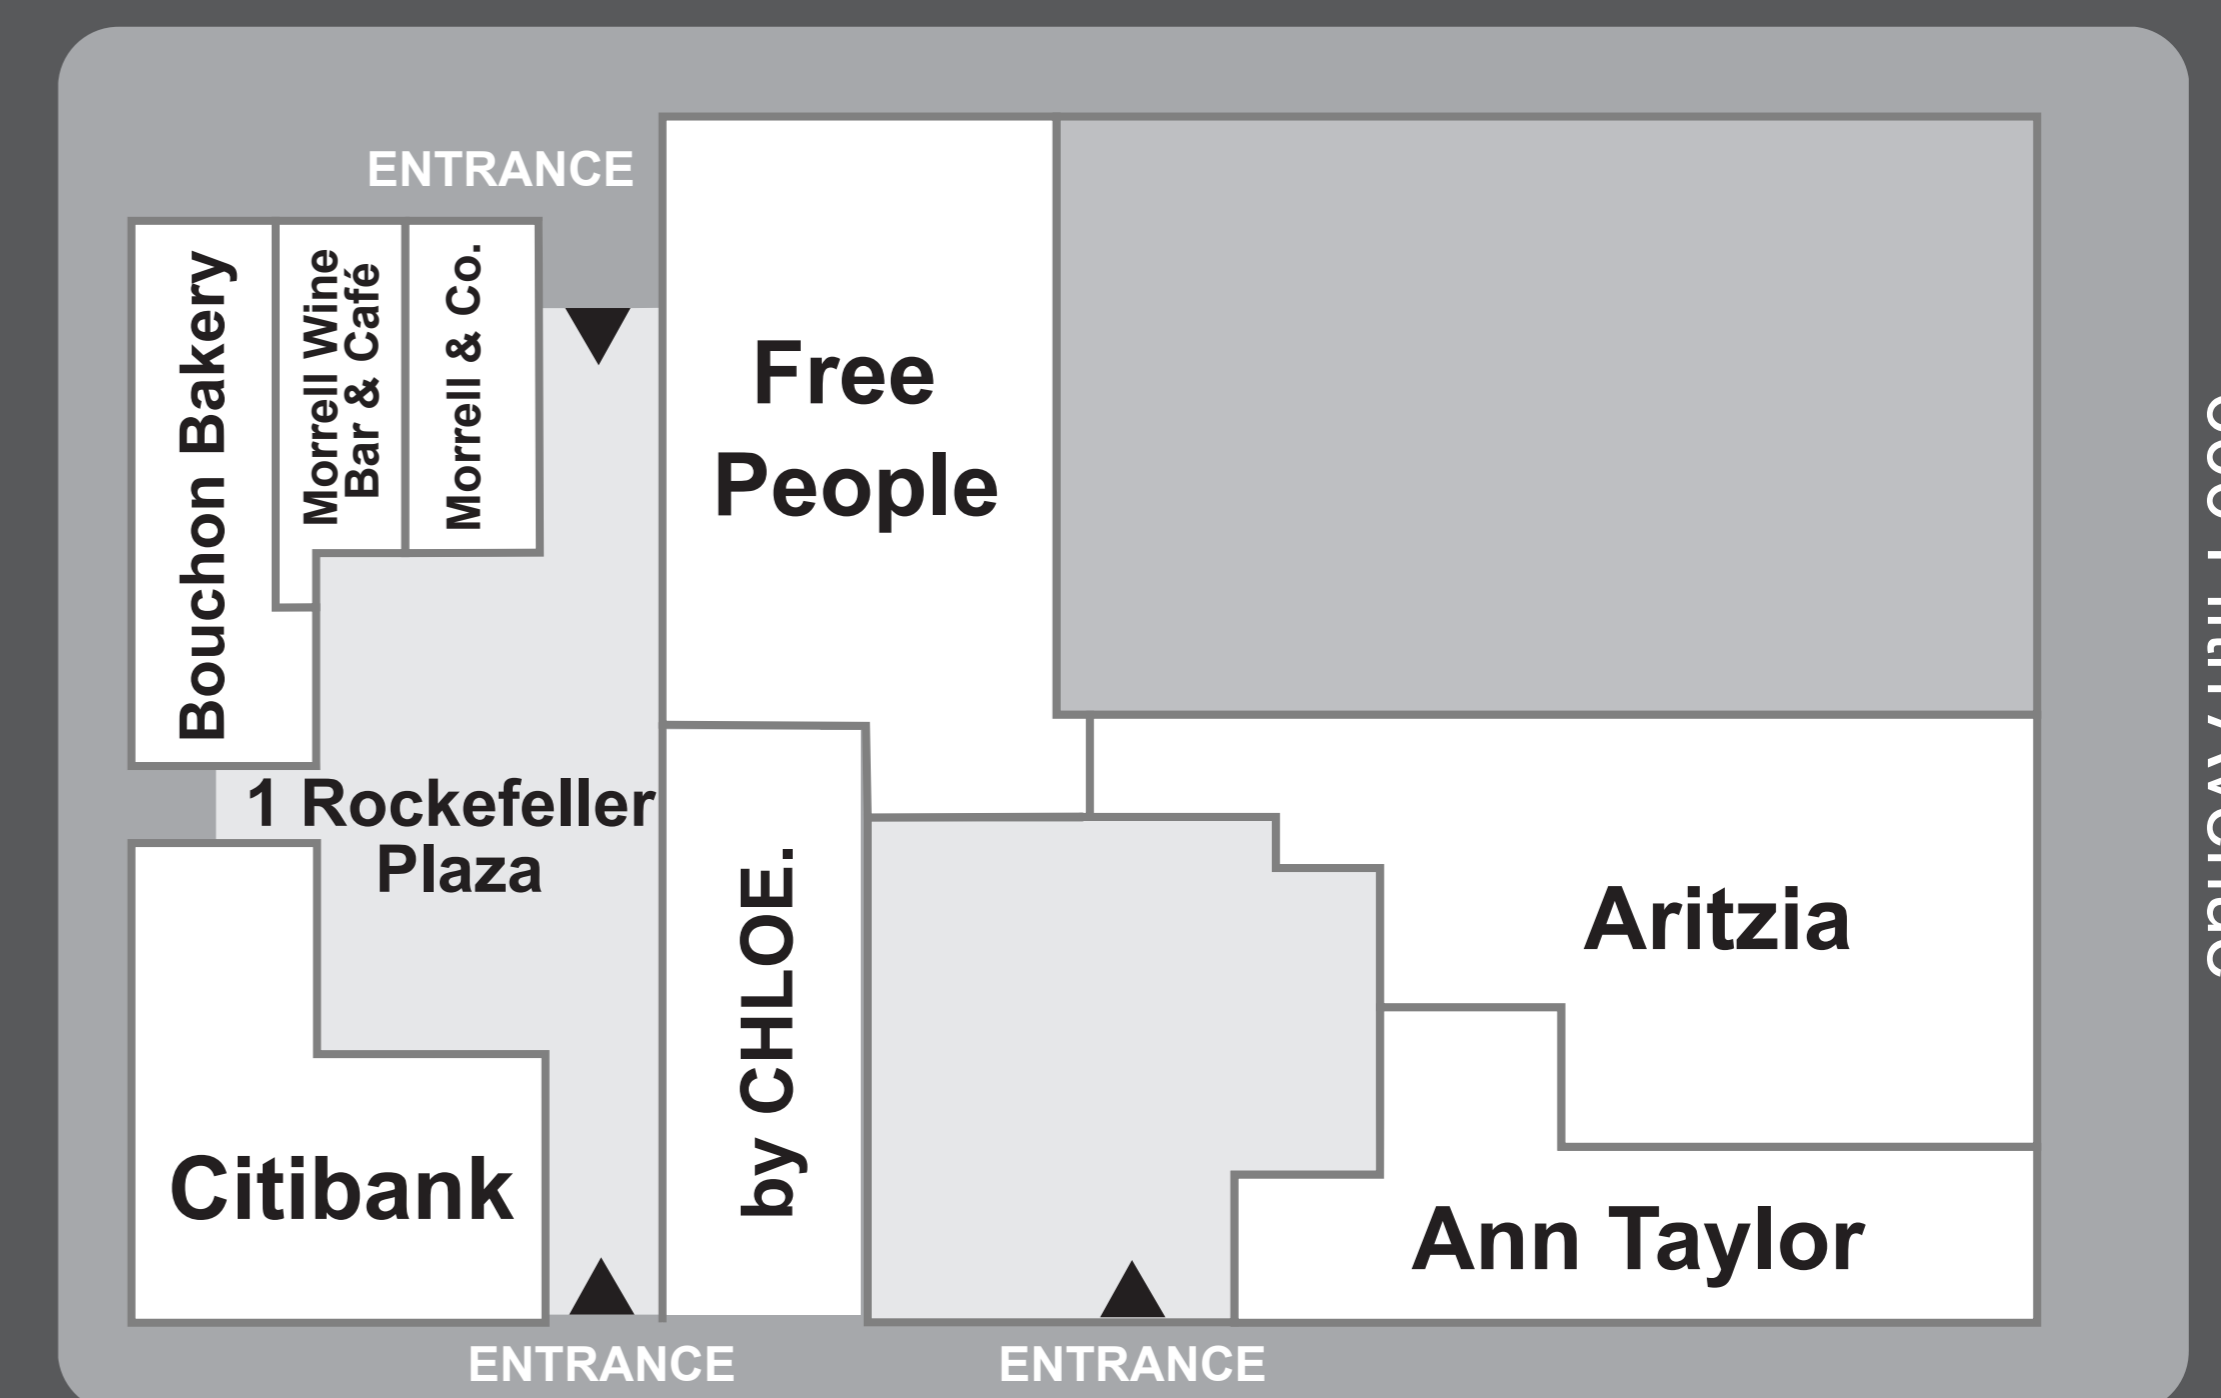 ENTRANCE
Bouchon Bakery
Morrell Wine
Bar & Café
Morrell & Co.
Free
People
1 Rockefeller
Plaza
by CHLOE.
Aritzia
Citibank
Ann Taylor
ENTRANCE
ENTRANCE